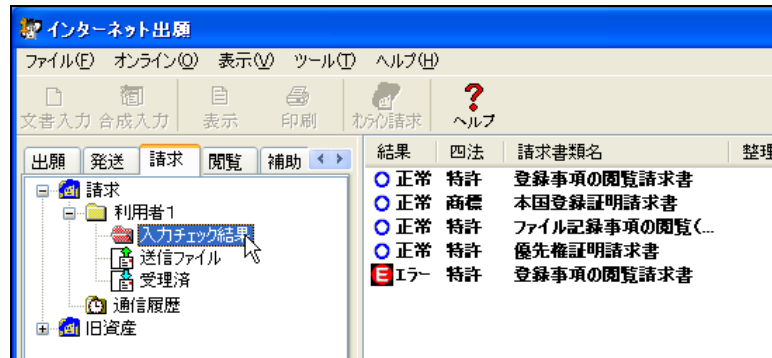 インターネット出願
ファイル(F) オンライン(O) 表示(V) ツール(T) ヘルプ(H)
文書入力 合成入力 表示 印刷 オンライン請求 ヘルプ
出願 発送 請求 閲覧 補助
請求
利用者1
入力チェック結果
送信ファイル
受理済
通信履歴
旧資産
結果 四法 請求書類名 整理
正常 特許 登録事項の閲覧請求書
正常 商標 本国登録証明請求書
正常 特許 ファイル記録事項の閲覧(...
正常 特許 優先権証明請求書
E エラー 特許 登録事項の閲覧請求書